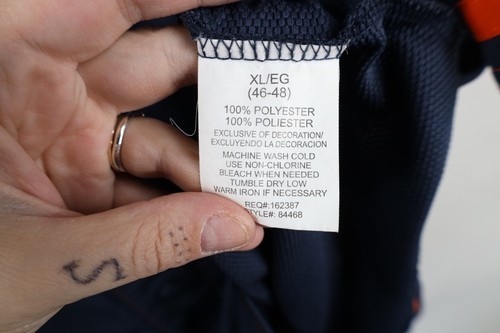 XL/EG
(46-48)
100% POLYESTER
100% POLIESTER
EXCLUSIVE OF DECORATION/
EXCLUYENDO LA DECORACION
MACHINE WASH COLD
USE NON-CHLORINE
BLEACH WHEN NEEDED
TUMBLE DRY LOW
WARM IRON IF NECESSARY
REQ#:162387
TYLE#: 84468
S